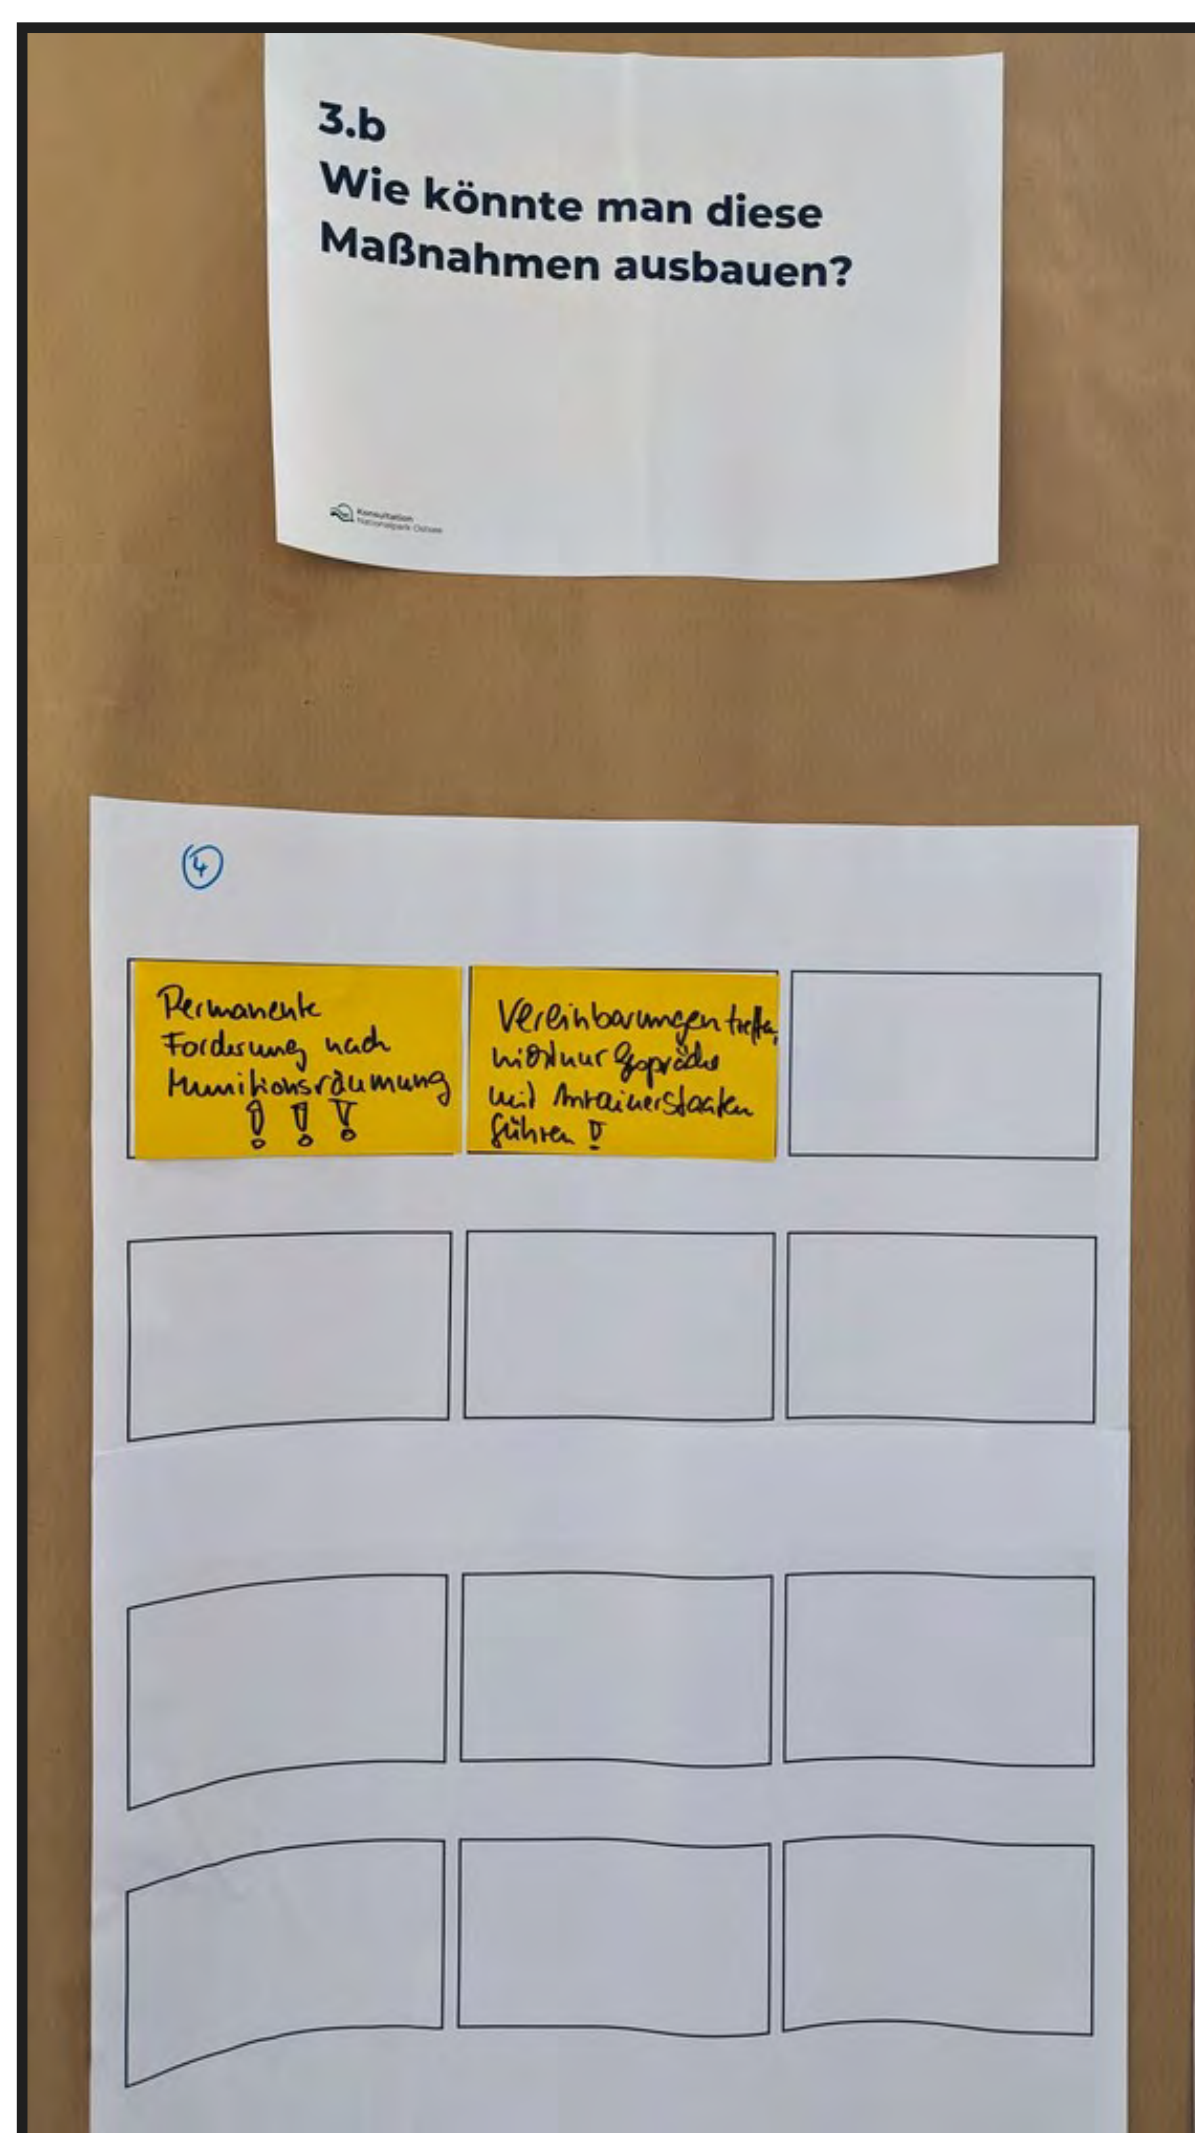 3.b
Wie könnte man diese
Maßnahmen ausbauen?
Konsultation
Nationalpark Ostsee
4
Permanente
Forderung nach
Munitionsräumung
! ! !
Vereinbarungen treffen,
nicht nur Gespräche
mit Anrainerstaaten
führen !